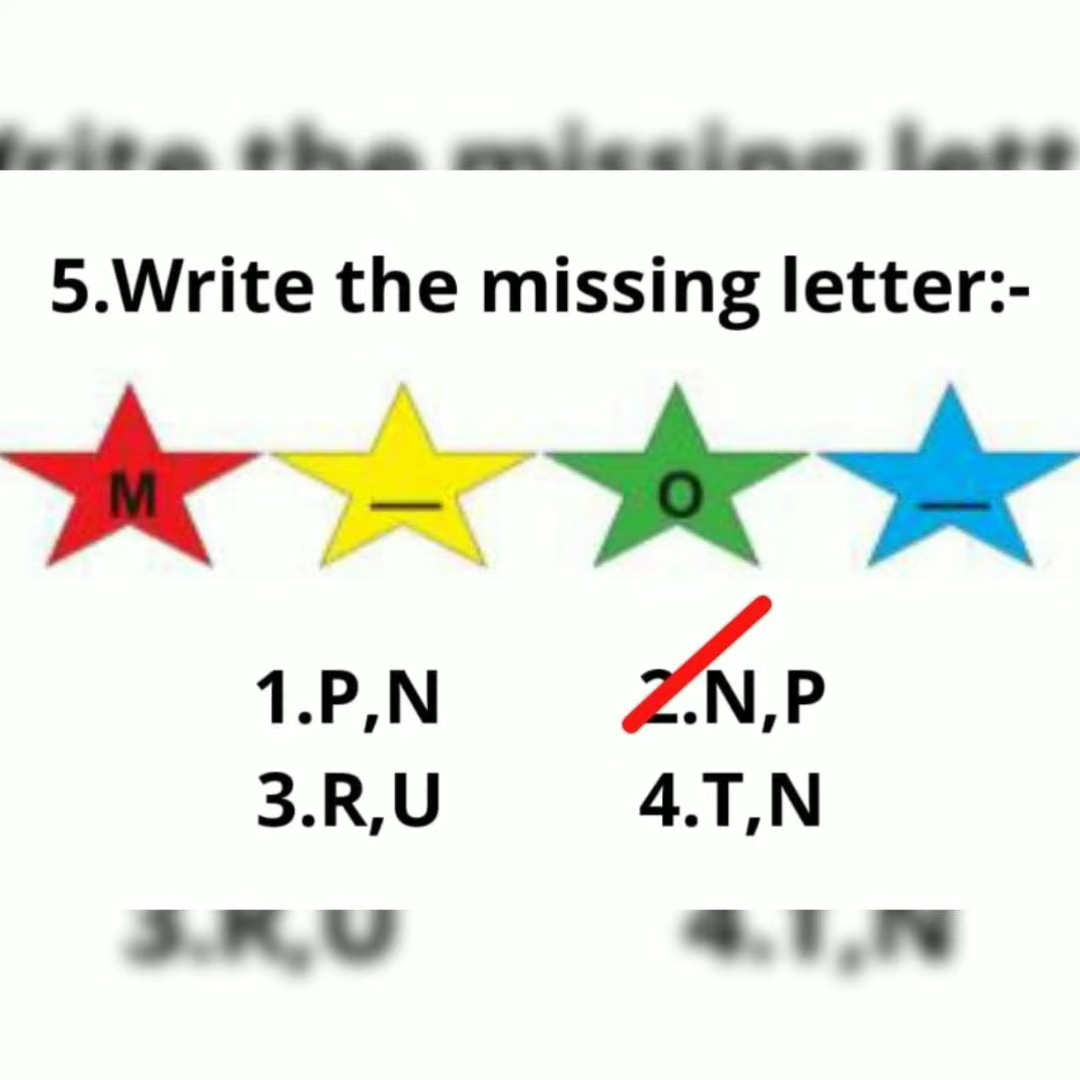 5.Write the missing letter:-
M _ O _
1.P,N 2.N,P
3.R,U 4.T,N